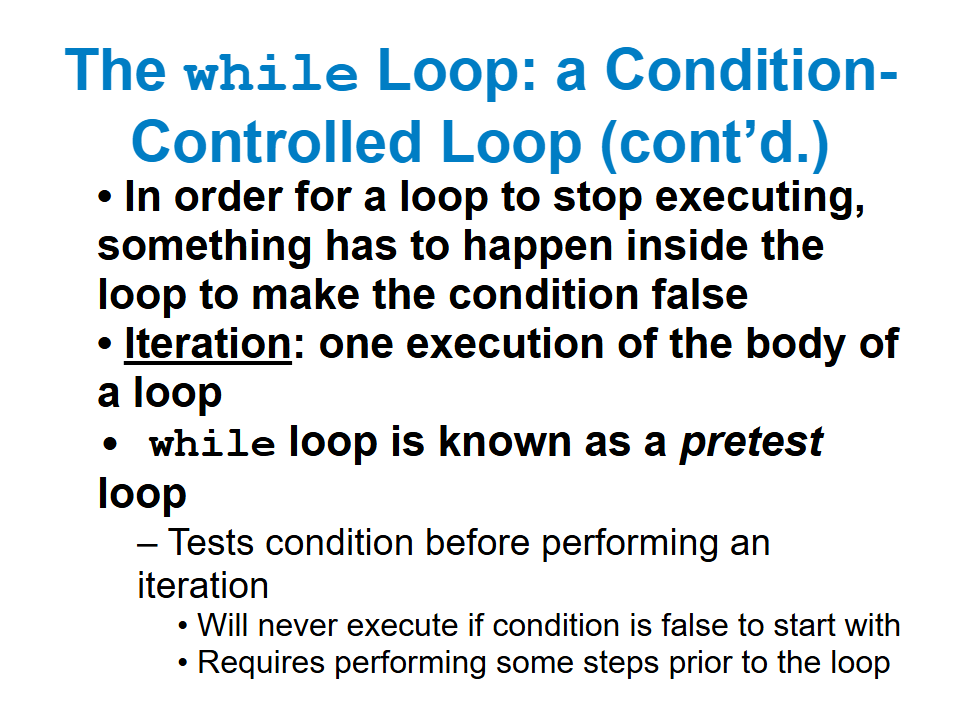 The while Loop: a Condition-
Controlled Loop (cont’d.)
• In order for a loop to stop executing,
something has to happen inside the
loop to make the condition false
• Iteration: one execution of the body of
a loop
• while loop is known as a pretest
loop
– Tests condition before performing an
iteration
• Will never execute if condition is false to start with
• Requires performing some steps prior to the loop